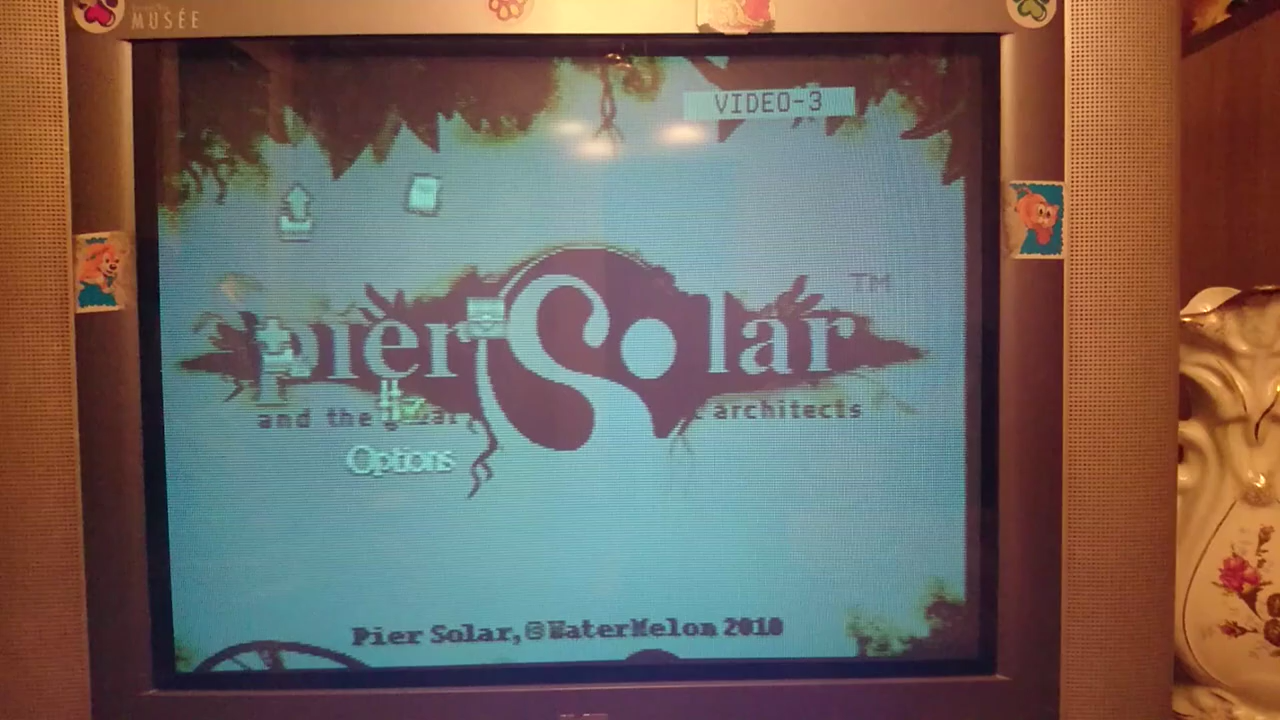 MUSÉE
VIDEO-3
pier Solar
TM
and the architects
Options
Pier Solar,©WaterMelon 2010